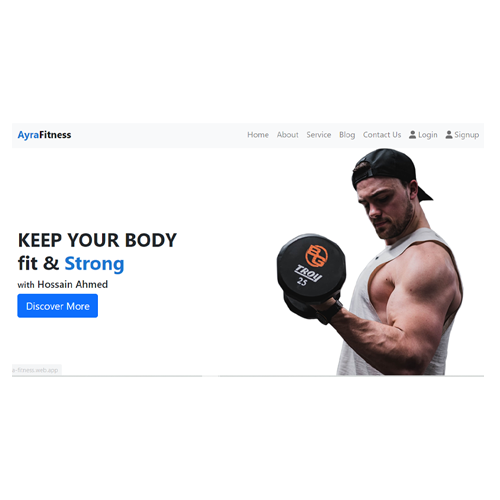 AyraFitness
Home About Service Blog Contact Us Login Signup
KEEP YOUR BODY
fit & Strong
with Hossain Ahmed
Discover More
TROY
25
a-fitness.web.app